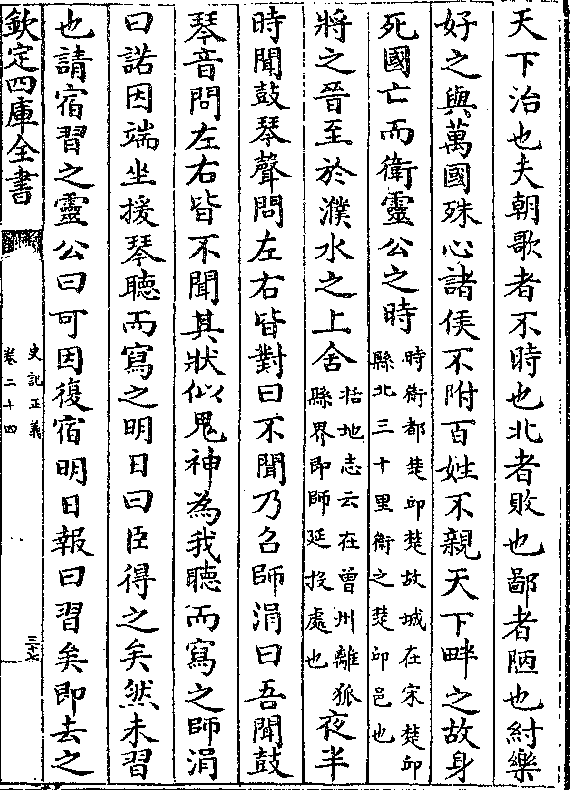 天下治也夫朝歌者不時也北者敗也鄙者陋也紂樂
好之與萬國殊心諸侯不附百姓不親天下畔之故身
死國亡而衛靈公之時
時衛都楚邱楚故城在宋楚邱
縣北三十里衛之楚邱邑也
將之晉至於濮水之上舍
括地志云在曾州離狐
縣界即師延投處也
夜半
時聞鼓琴聲問左右皆對曰不聞乃召師涓曰吾聞鼓
琴音問左右皆不聞其狀似鬼神為我聽而寫之師涓
曰諾因端坐援琴聽而寫之明日曰臣得之矣然未習
也請宿習之靈公曰可因復宿明日報曰習矣即去之
欽定四庫全書
史記正義
卷二十四